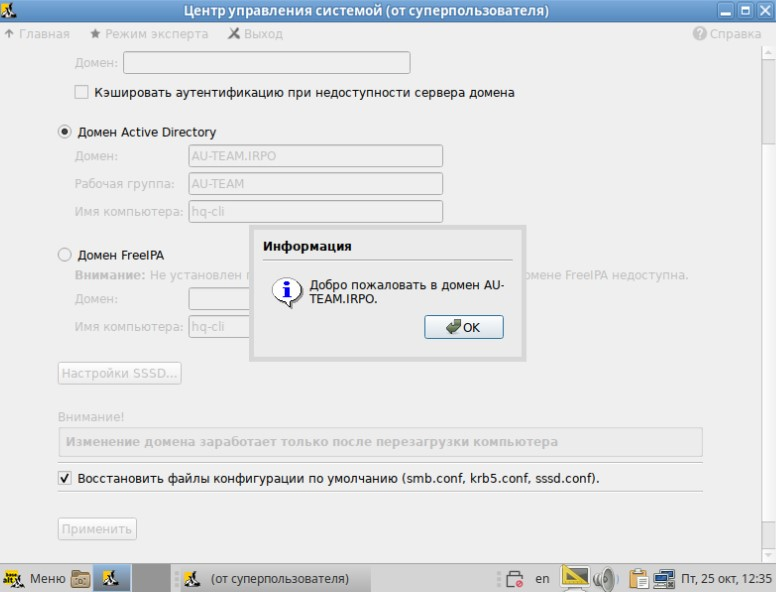 Центр управления системой (от суперпользователя)
Главная Режим эксперта Выход Справка
Домен:
Кэшировать аутентификацию при недоступности сервера домена
Домен Active Directory
Домен: AU-TEAM.IRPO
Рабочая группа: AU-TEAM
Имя компьютера: hq-cli
Домен FreeIPA
Внимание: Не установлен
омене FreeIPA недоступна.
Домен:
Имя компьютера: hq-cli
Информация
Добро пожаловать в домен AU-
TEAM.IRPO.
OK
Настройки SSSD...
Внимание!
Изменение домена заработает только после перезагрузки компьютера
Восстановить файлы конфигурации по умолчанию (smb.conf, krb5.conf, sssd.conf).
Применить
Меню (от суперпользователя) en Пт, 25 окт, 12:35